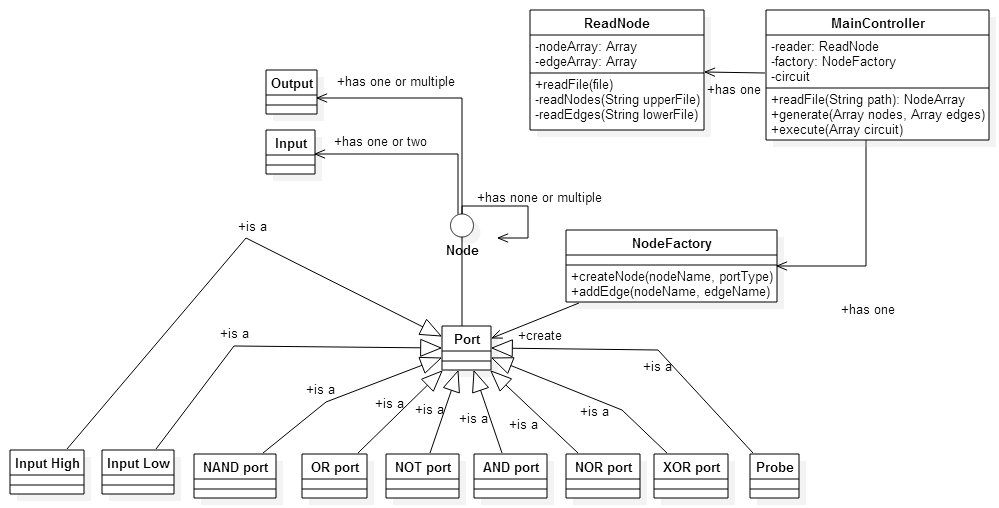 ReadNode
-nodeArray: Array
-edgeArray: Array
+readFile(file)
-readNodes(String upperFile)
-readEdges(String lowerFile)
MainController
-reader: ReadNode
-factory: NodeFactory
-circuit
+readFile(String path): NodeArray
+generate(Array nodes, Array edges)
+execute(Array circuit)
+has one
Output
+has one or multiple
Input
+has one or two
+has none or multiple
Node
NodeFactory
+createNode(nodeName, portType)
+addEdge(nodeName, edgeName)
+has one
+create
Port
+is a
+is a
+is a
+is a
+is a
+is a
+is a
+is a
+is a
Input High
Input Low
NAND port
OR port
NOT port
AND port
NOR port
XOR port
Probe